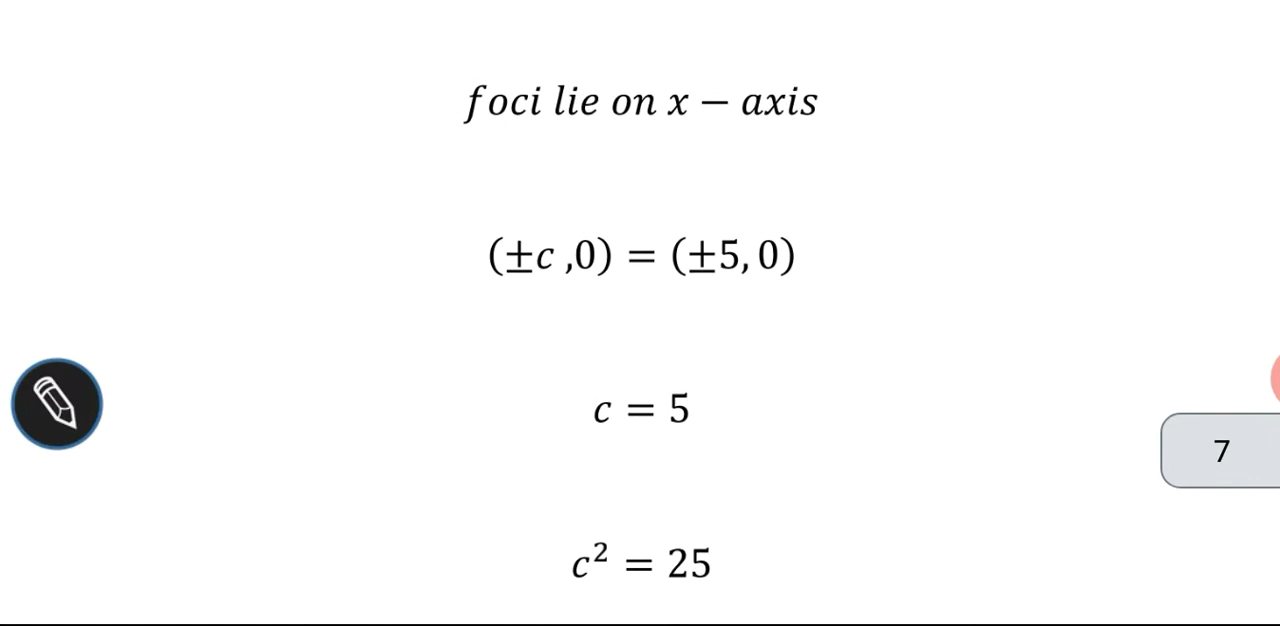 foci lie on x − axis
(±c ,0) = (±5, 0)
c = 5
7
c² = 25